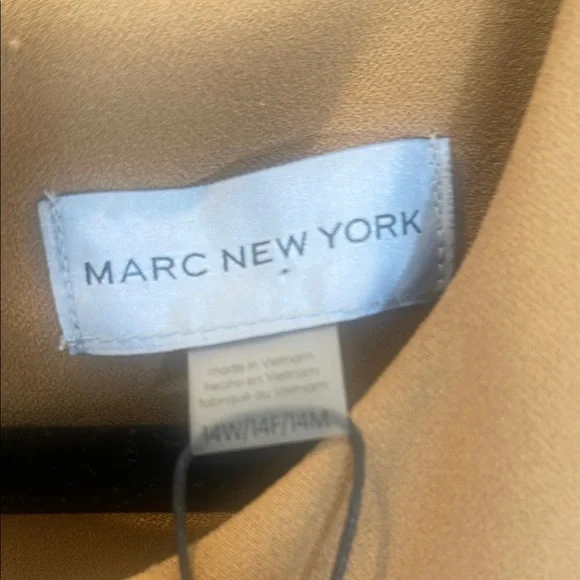 MARC NEW YORK
made in Vietnam
hecho en Vietnam
fabriqué au Vietnam
14W/14F/14M